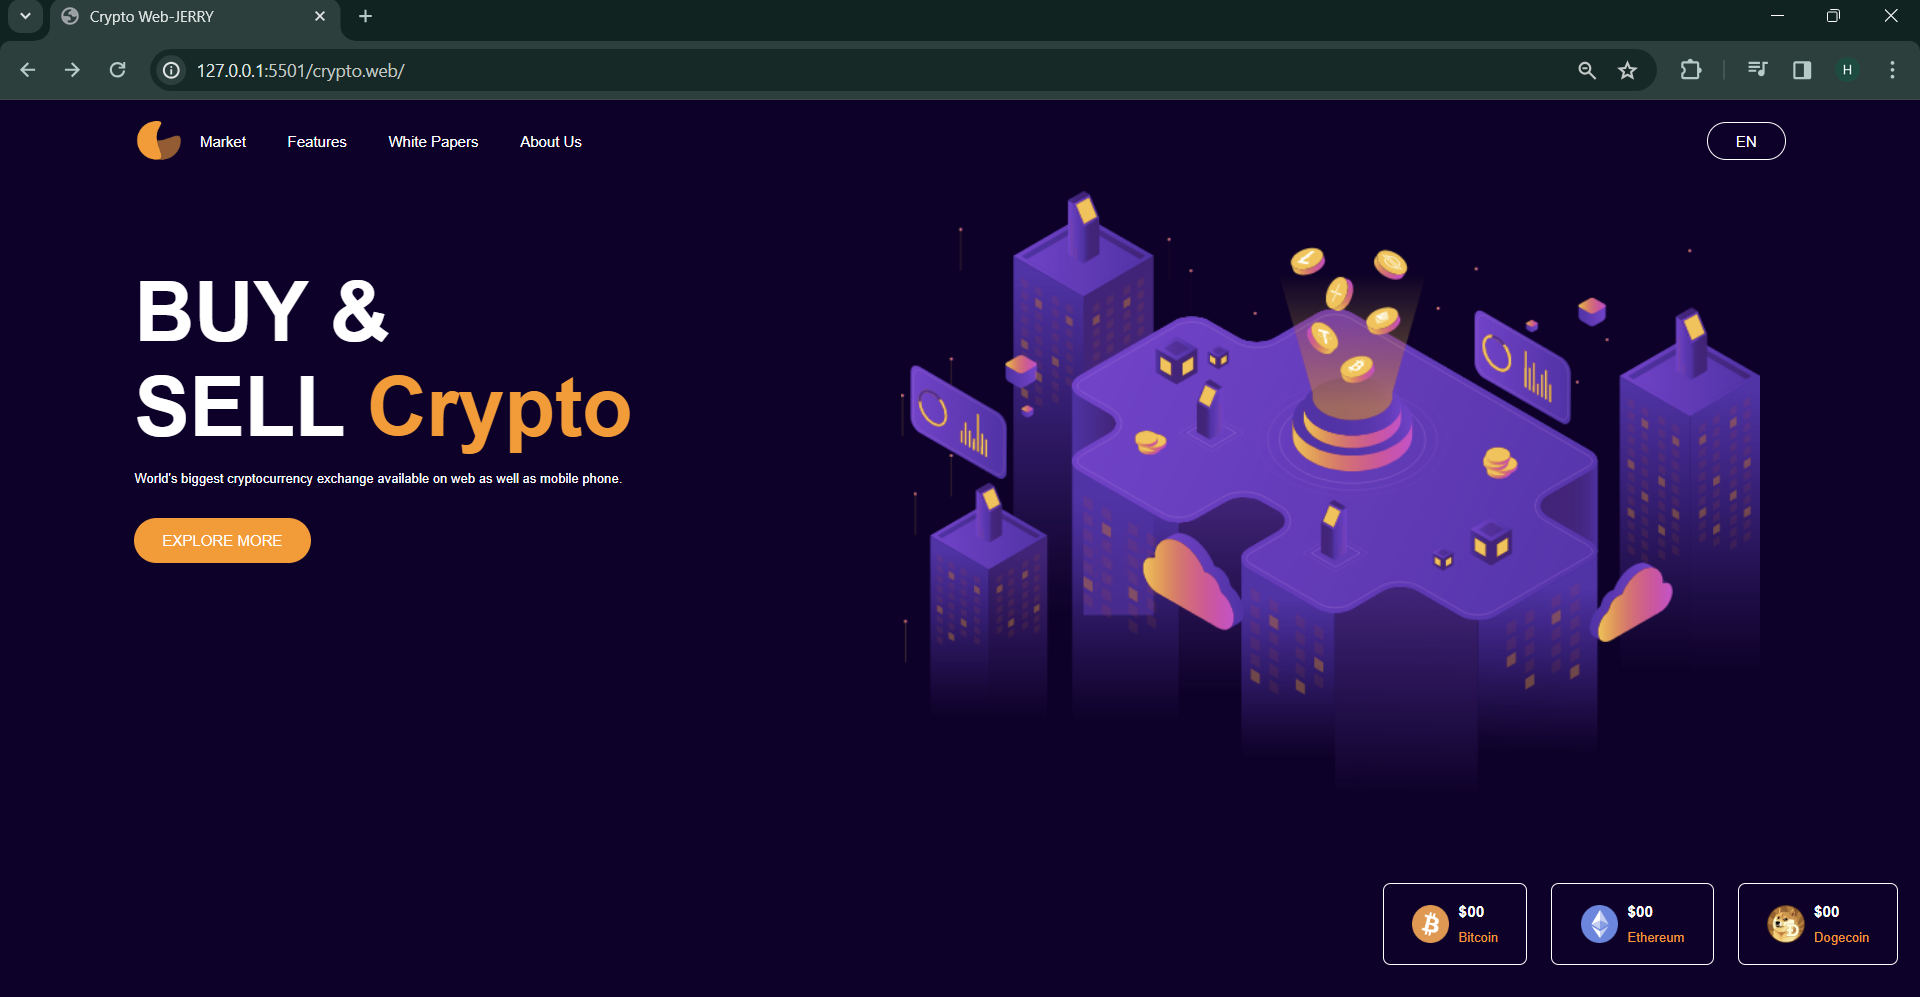 Crypto Web-JERRY
127.0.0.1:5501/crypto.web/
H
Market Features White Papers About Us EN
BUY &
SELL Crypto
World's biggest cryptocurrency exchange available on web as well as mobile phone.
EXPLORE MORE
$00
Bitcoin
$00
Ethereum
$00
Dogecoin